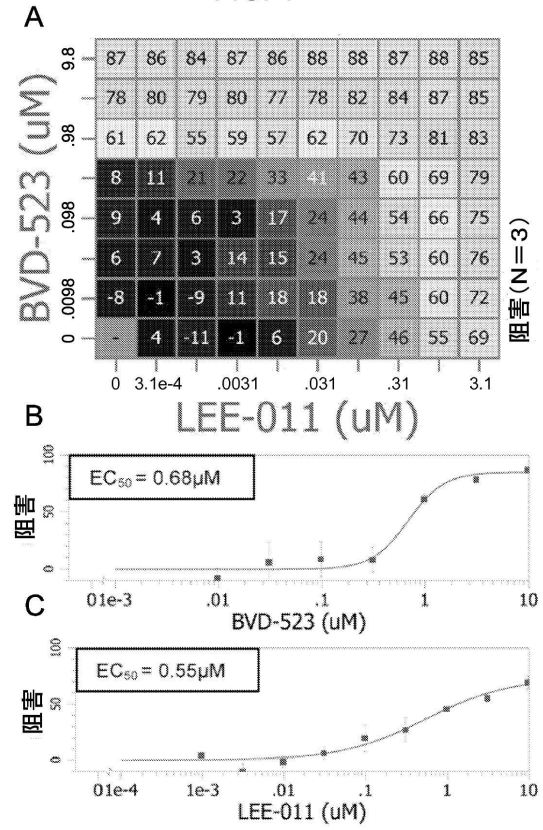 A
9.8 87 86 84 87 86 88 88 87 88 85
78 80 79 80 77 78 82 84 87 85
.98 61 62 55 59 57 62 70 73 81 83
8 11 21 22 33 41 43 60 69 79
.098 9 4 6 3 17 24 44 54 66 75
6 7 3 14 15 24 45 53 60 76
.0098 -8 -1 -9 11 18 18 38 45 60 72
0 - 4 -11 -1 6 20 27 46 55 69
BVD-523 (uM)
阻害 (N=3)
0 3.1e-4 .0031 .031 .31 3.1
LEE-011 (uM)
B
EC50 = 0.68µM
100
50
0
阻害
01e-3 .01 .1 1 10
BVD-523 (uM)
C
EC50 = 0.55µM
100
50
0
阻害
01e-4 1e-3 .01 .1 1 10
LEE-011 (uM)